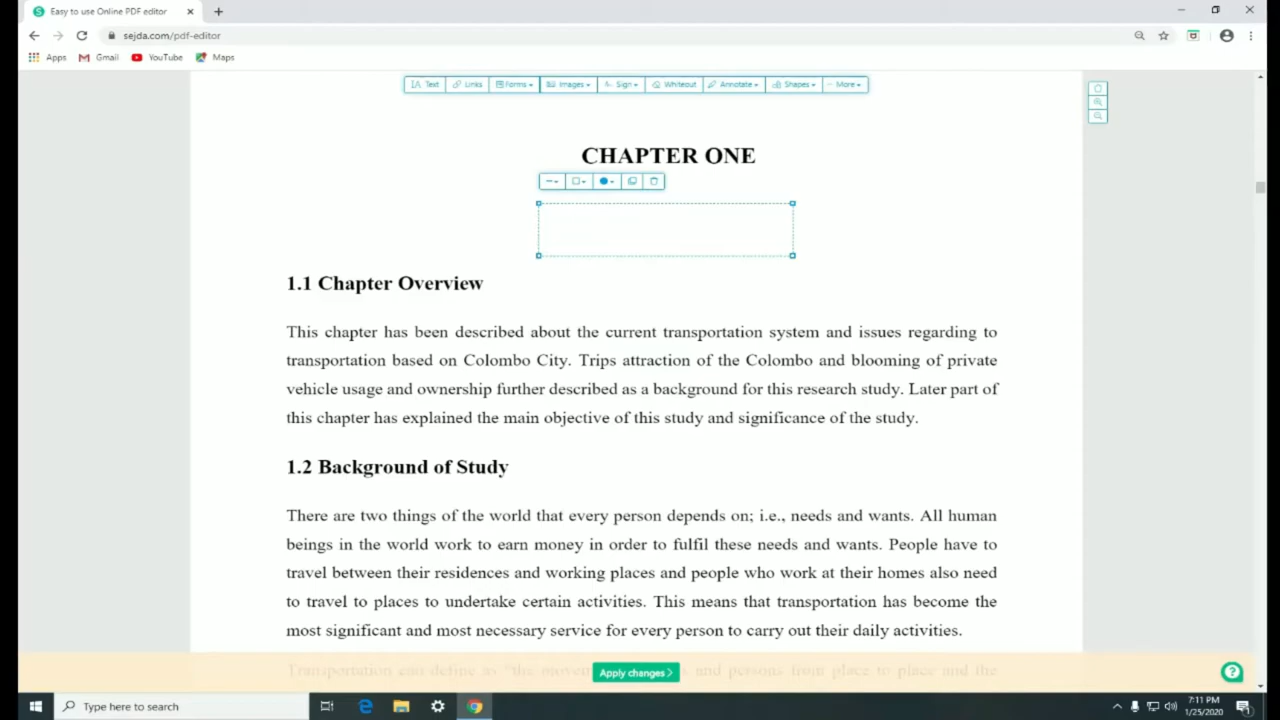 Easy to use Online PDF editor
sejda.com/pdf-editor
Apps Gmail YouTube Maps
Text Links Forms Images Sign Whiteout Annotate Shapes More
CHAPTER ONE
1.1 Chapter Overview
This chapter has been described about the current transportation system and issues regarding to
transportation based on Colombo City. Trips attraction of the Colombo and blooming of private
vehicle usage and ownership further described as a background for this research study. Later part of
this chapter has explained the main objective of this study and significance of the study.
1.2 Background of Study
There are two things of the world that every person depends on; i.e., needs and wants. All human
beings in the world work to earn money in order to fulfil these needs and wants. People have to
travel between their residences and working places and people who work at their homes also need
to travel to places to undertake certain activities. This means that transportation has become the
most significant and most necessary service for every person to carry out their daily activities.
Transportation can define to "the and persons from place to place and the
Apply changes
Type here to search
7:11 PM
1/25/2020